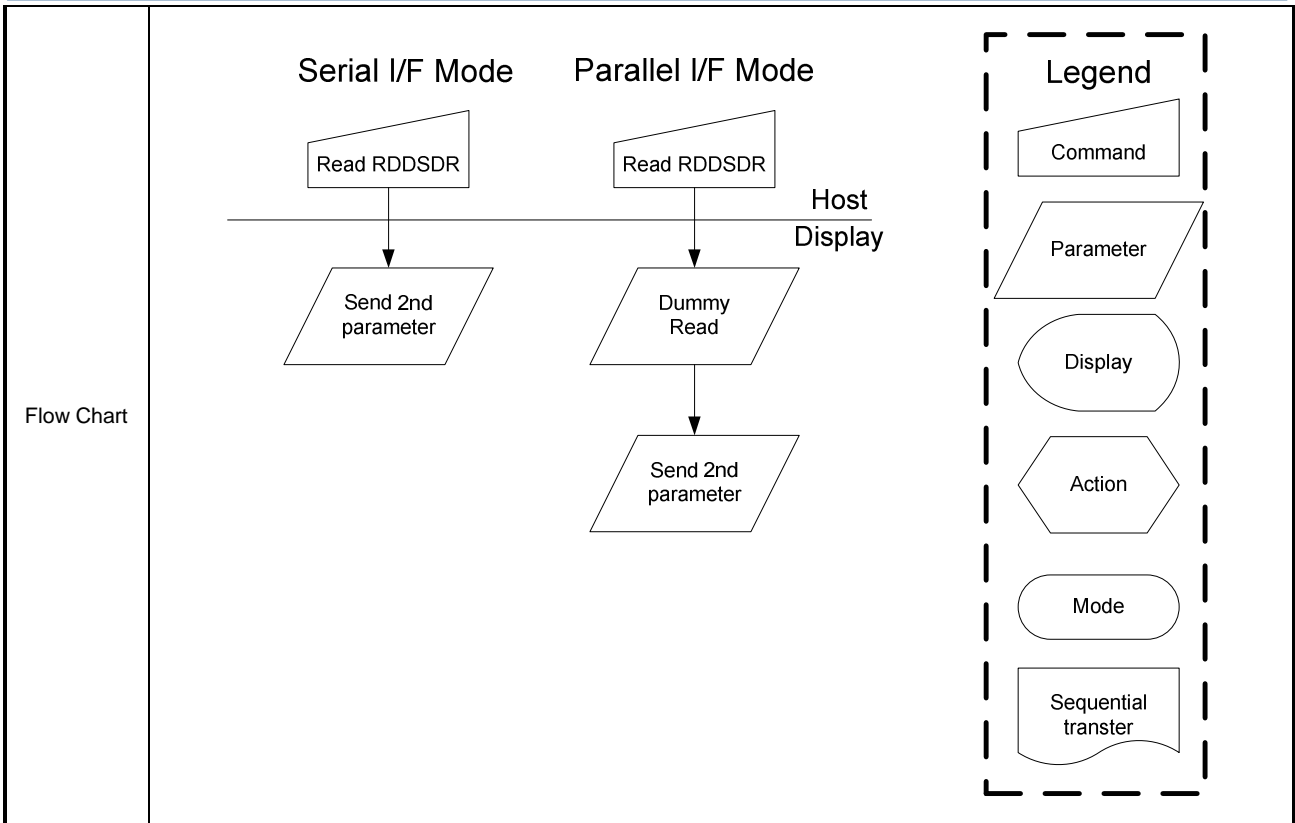 Flow Chart
Serial I/F Mode
Read RDDSDR
Send 2nd
parameter
Parallel I/F Mode
Read RDDSDR
Dummy
Read
Send 2nd
parameter
Host
Display
Legend
Command
Parameter
Display
Action
Mode
Sequential
transter